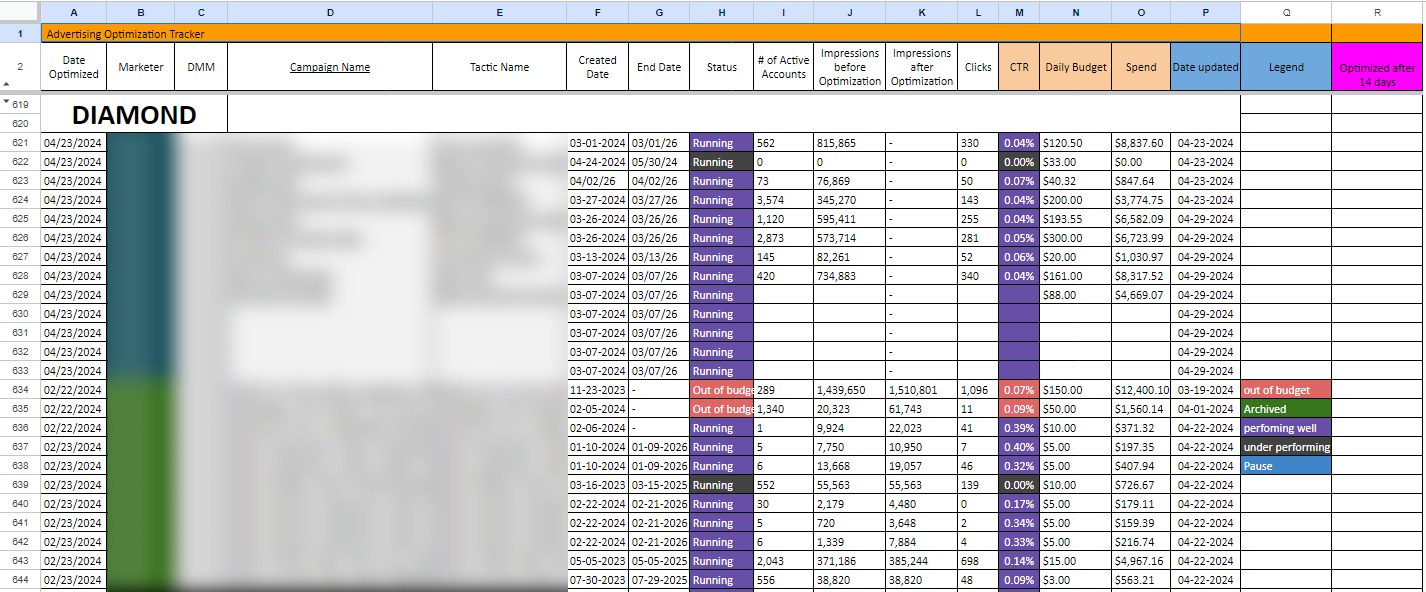 A B C D E F G H I J K L M N O P Q R
1 Advertising Optimization Tracker
2 Date Optimized Marketer DMM Campaign Name Tactic Name Created Date End Date Status # of Active Accounts Impressions before Optimization Impressions after Optimization Clicks CTR Daily Budget Spend Date updated Legend Optimized after 14 days
619
620 DIAMOND
621 04/23/2024 03-01-2024 03/01/26 Running 562 815,865 - 330 0.04% $120.50 $8,837.60 04-23-2024
622 04/23/2024 04-24-2024 05/30/24 Running 0 0 - 0 0.00% $33.00 $0.00 04-23-2024
623 04/23/2024 04/02/26 04/02/26 Running 73 76,869 - 50 0.07% $40.32 $847.64 04-23-2024
624 04/23/2024 03-27-2024 03/27/26 Running 3,574 345,270 - 143 0.04% $200.00 $3,774.75 04-23-2024
625 04/23/2024 03-26-2024 03/26/26 Running 1,120 595,411 - 255 0.04% $193.55 $6,582.09 04-29-2024
626 04/23/2024 03-26-2024 03/26/26 Running 2,873 573,714 - 281 0.05% $300.00 $6,723.99 04-29-2024
627 04/23/2024 03-13-2024 03/13/26 Running 145 82,261 - 52 0.06% $20.00 $1,030.97 04-29-2024
628 04/23/2024 03-07-2024 03/07/26 Running 420 734,883 - 340 0.04% $161.00 $8,317.52 04-29-2024
629 04/23/2024 03-07-2024 03/07/26 Running - $88.00 $4,669.07 04-29-2024
630 04/23/2024 03-07-2024 03/07/26 Running - 04-29-2024
631 04/23/2024 03-07-2024 03/07/26 Running - 04-29-2024
632 04/23/2024 03-07-2024 03/07/26 Running - 04-29-2024
633 04/23/2024 03-07-2024 03/07/26 Running - 04-29-2024
634 02/22/2024 11-23-2023 - Out of budge 289 1,439,650 1,510,801 1,096 0.07% $150.00 $12,400.10 03-19-2024 out of budget
635 02/22/2024 02-05-2024 - Out of budge 1,340 20,323 61,743 11 0.09% $50.00 $1,560.14 04-01-2024 Archived
636 02/22/2024 02-06-2024 - Running 1 9,924 22,023 41 0.39% $10.00 $371.32 04-22-2024 perfoming well
637 02/23/2024 01-10-2024 01-09-2026 Running 5 7,750 10,950 7 0.40% $5.00 $197.35 04-22-2024 under performing
638 02/23/2024 01-10-2024 01-09-2026 Running 6 13,668 19,057 46 0.32% $5.00 $407.94 04-22-2024 Pause
639 02/23/2024 03-16-2023 03-15-2025 Running 552 55,563 55,563 139 0.00% $10.00 $726.67 04-22-2024
640 02/23/2024 02-22-2024 02-21-2026 Running 30 2,179 4,480 0 0.17% $5.00 $179.11 04-22-2024
641 02/23/2024 02-22-2024 02-21-2026 Running 5 720 3,648 2 0.34% $5.00 $159.39 04-22-2024
642 02/23/2024 02-22-2024 02-21-2026 Running 6 1,339 7,884 4 0.33% $5.00 $216.74 04-22-2024
643 02/23/2024 05-05-2023 05-05-2025 Running 2,043 371,186 385,244 698 0.14% $15.00 $4,967.16 04-22-2024
644 02/23/2024 07-30-2023 07-29-2025 Running 556 38,820 38,820 48 0.09% $3.00 $563.21 04-22-2024